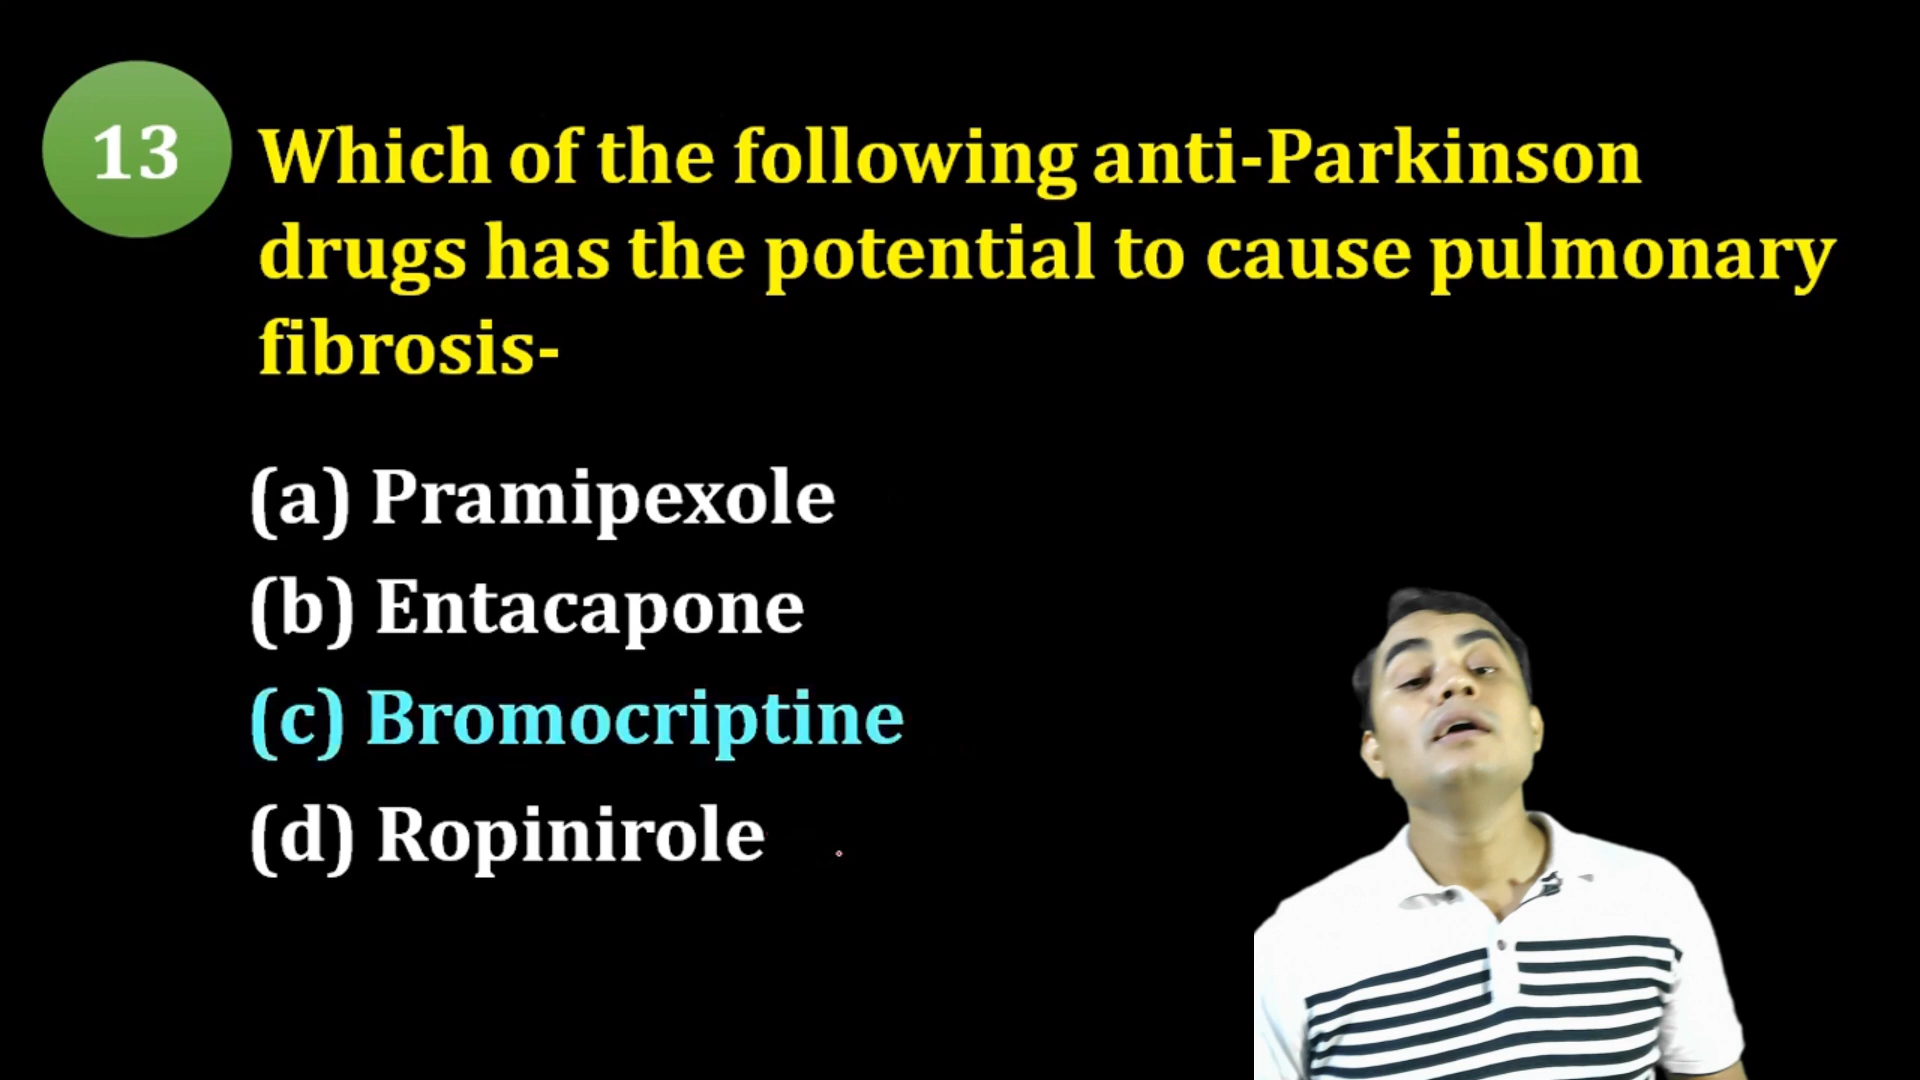 13
Which of the following anti-Parkinson
drugs has the potential to cause pulmonary
fibrosis-
(a) Pramipexole
(b) Entacapone
(c) Bromocriptine
(d) Ropinirole